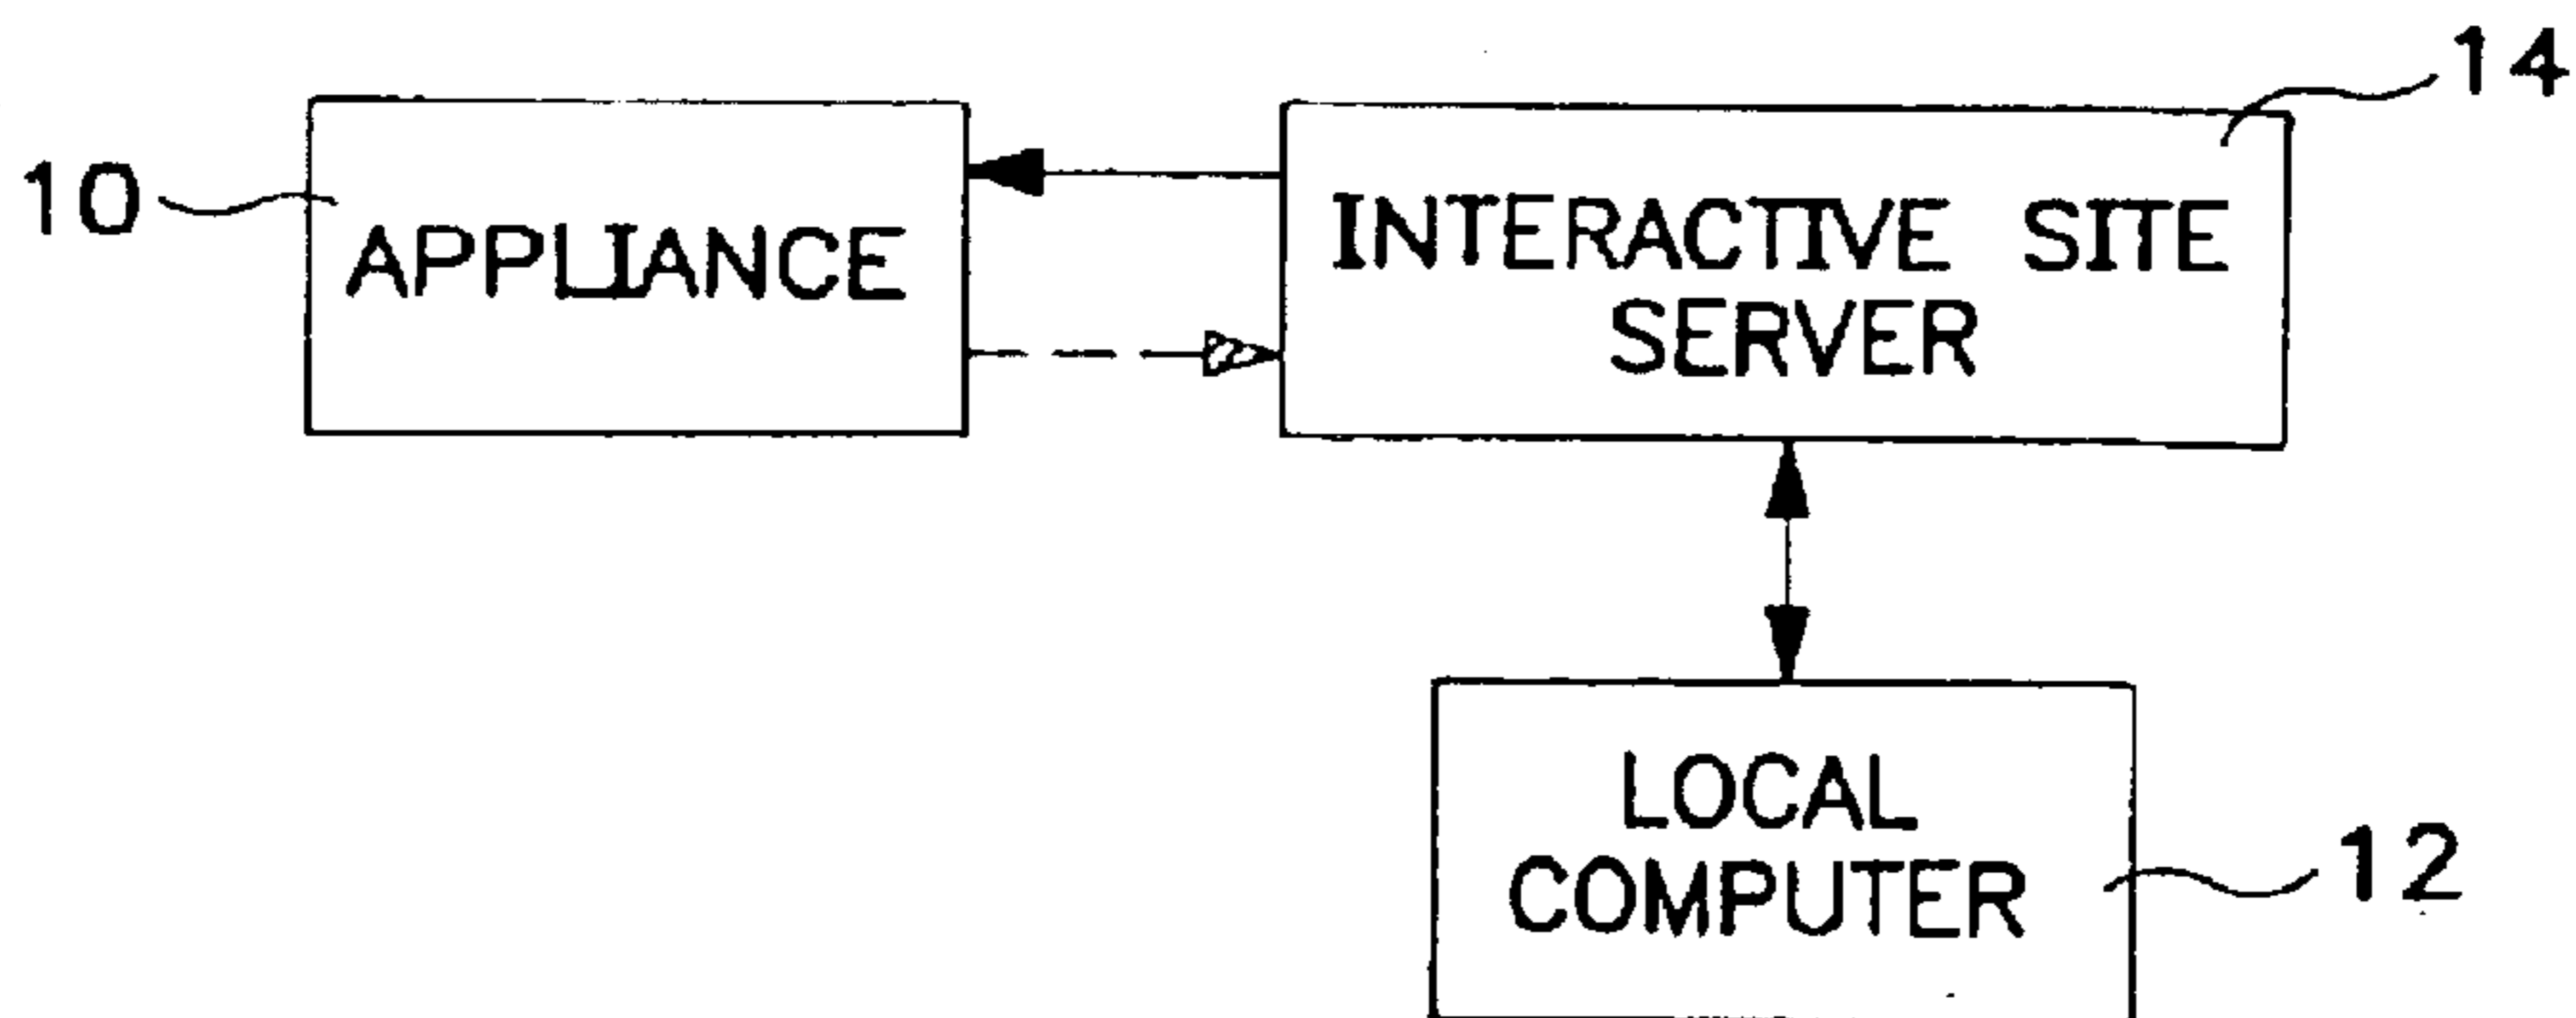 14
10
APPLIANCE
INTERACTIVE SITE
SERVER
LOCAL
COMPUTER
12